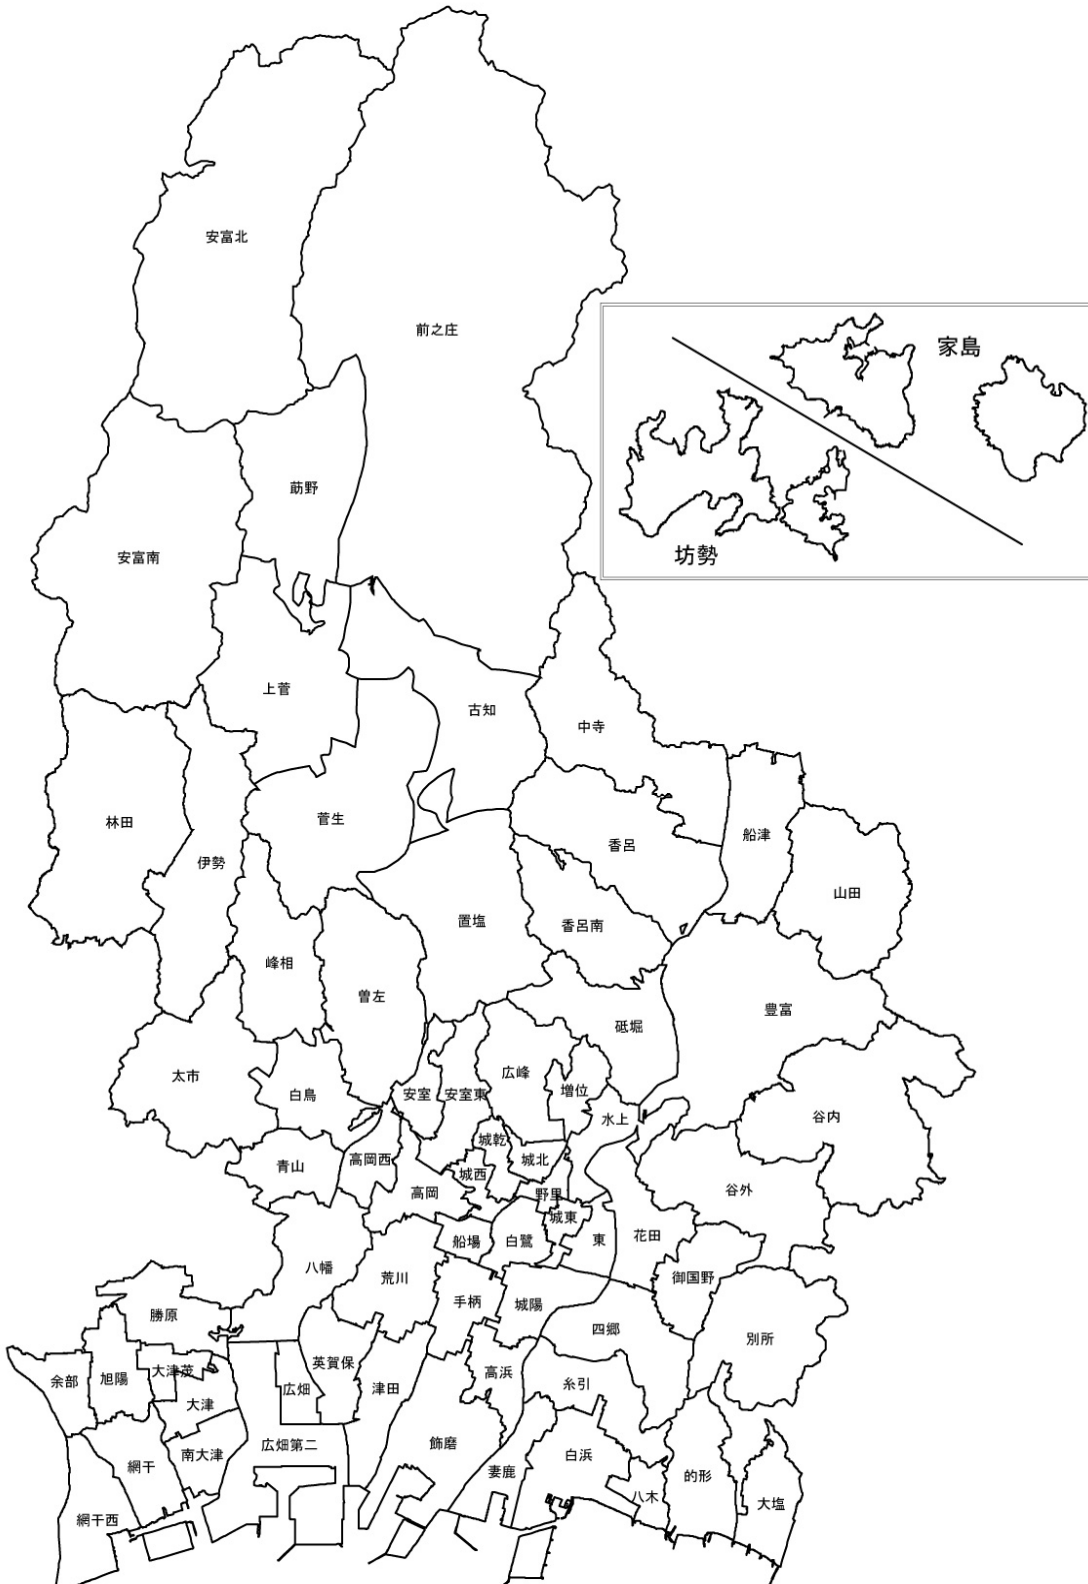 安富北
前之庄
家島
莇野
坊勢
安富南
上菅
古知
中寺
林田
菅生
船津
香呂
伊勢
山田
置塩
香呂南
峰相
曽左
豊富
砥堀
太市
広峰
増位
白鳥
安室
安室東
水上
谷内
城乾
青山
高岡西
城北
城西
高岡
野里
谷外
城東
船場
白鷺
東
花田
八幡
荒川
御国野
手柄
城陽
勝原
四郷
別所
英賀保
大津茂
高浜
余部
旭陽
広畑
津田
糸引
大津
広畑第二
飾磨
南大津
白浜
網干
妻鹿
的形
八木
大塩
網干西